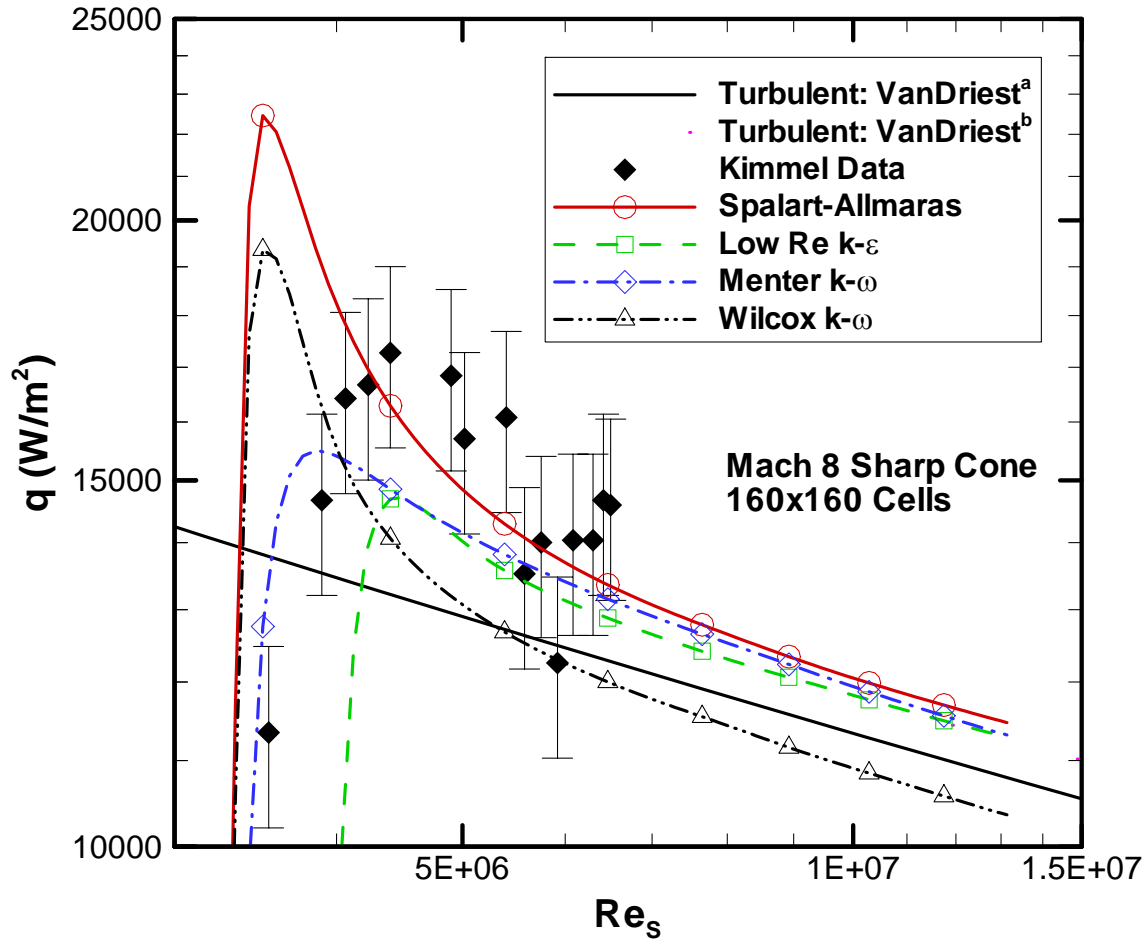 25000
20000
15000
10000
q (W/m²)
5E+06
1E+07
1.5E+07
Re_S
Turbulent: VanDriestᵃ
Turbulent: VanDriestᵇ
Kimmel Data
Spalart-Allmaras
Low Re k-ε
Menter k-ω
Wilcox k-ω
Mach 8 Sharp Cone
160x160 Cells